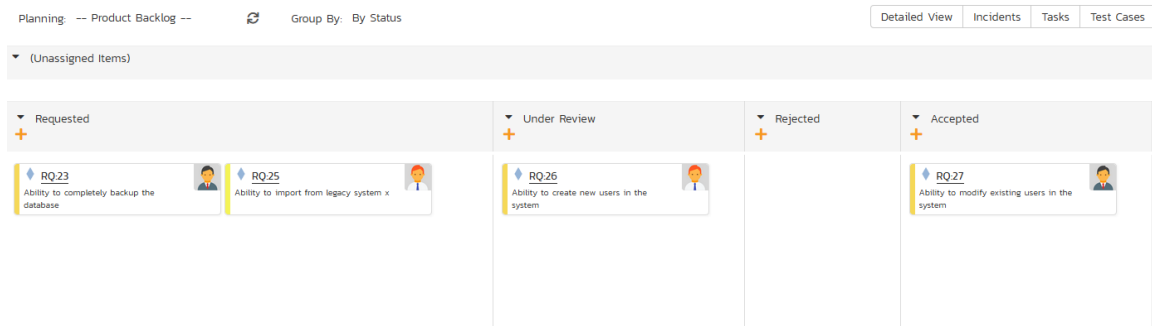 Planning: -- Product Backlog -- Group By: By Status Detailed View Incidents Tasks Test Cases
(Unassigned Items)
Requested Under Review Rejected Accepted
RQ:23
Ability to completely backup the
database
RQ:25
Ability to import from legacy system x
RQ:26
Ability to create new users in the
system
RQ:27
Ability to modify existing users in the
system